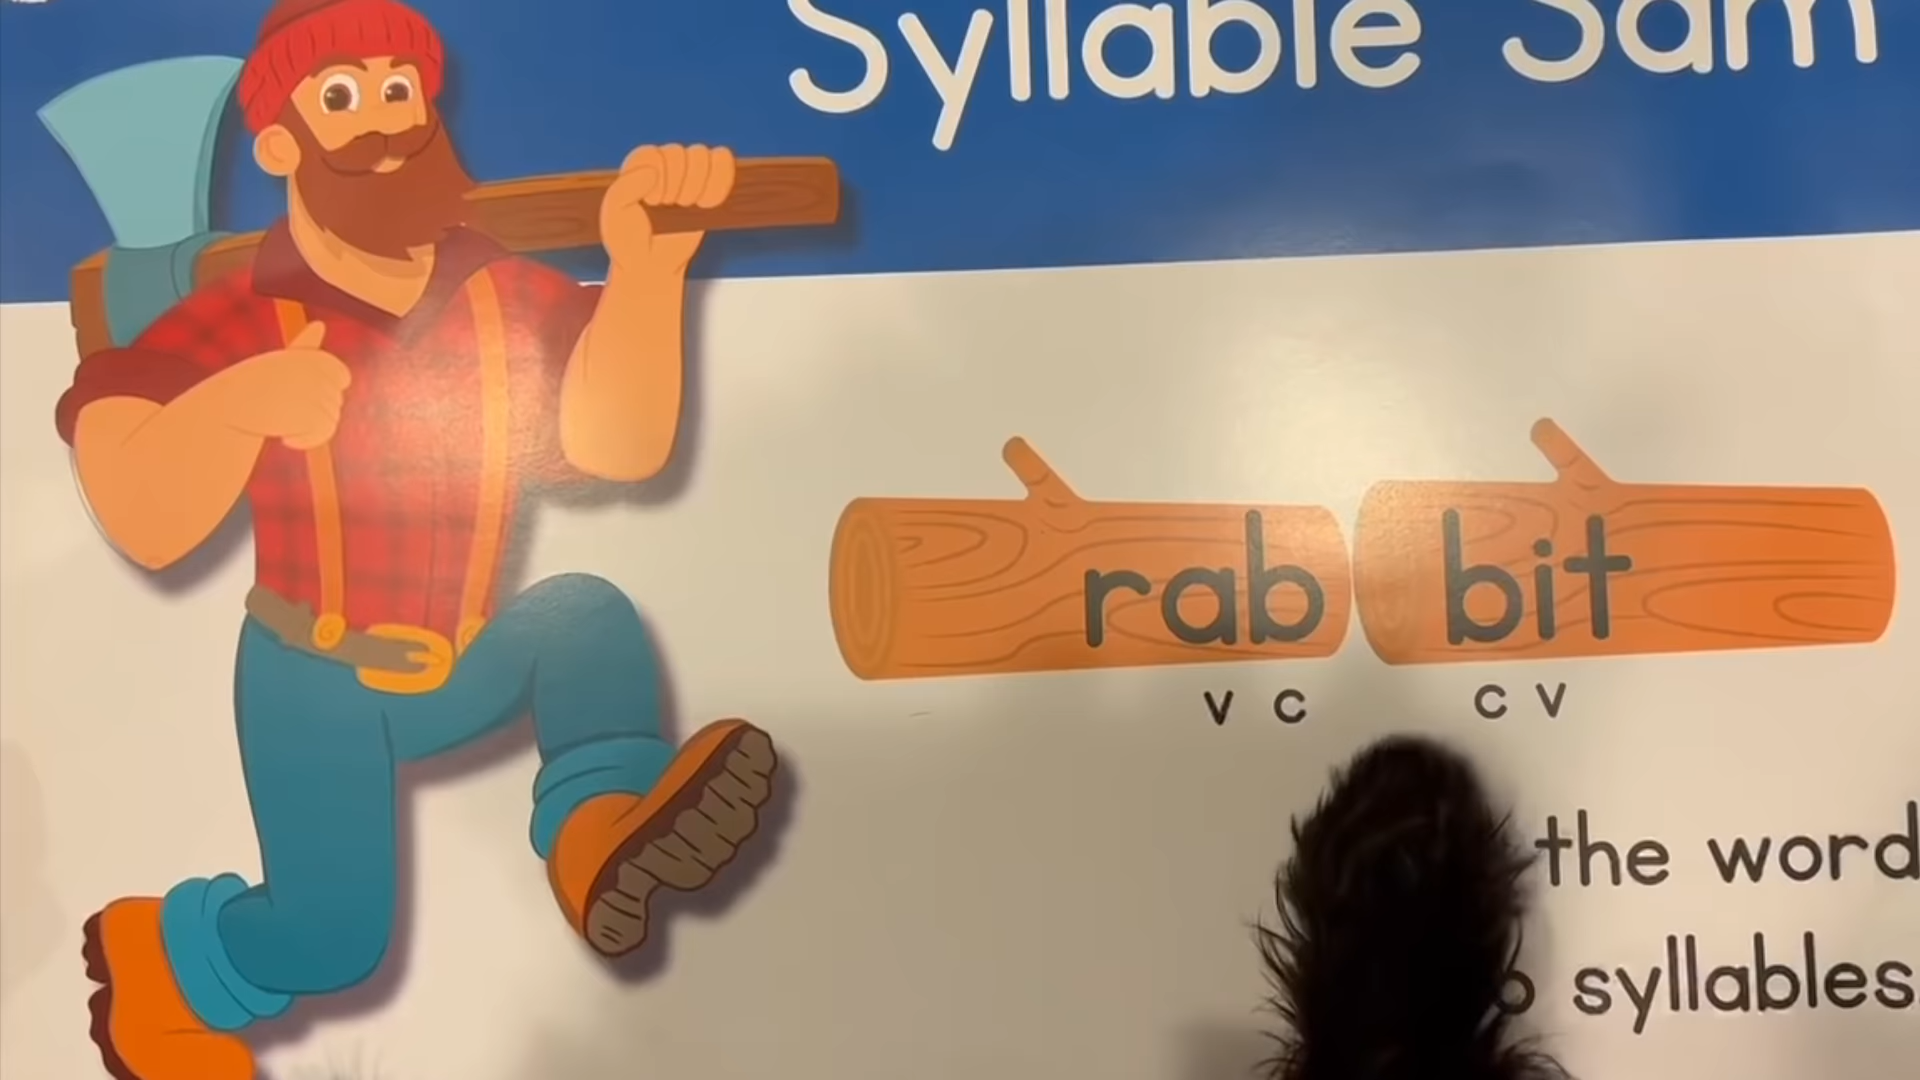 Syllable Sam
rab bit
v c c v
the word
syllables